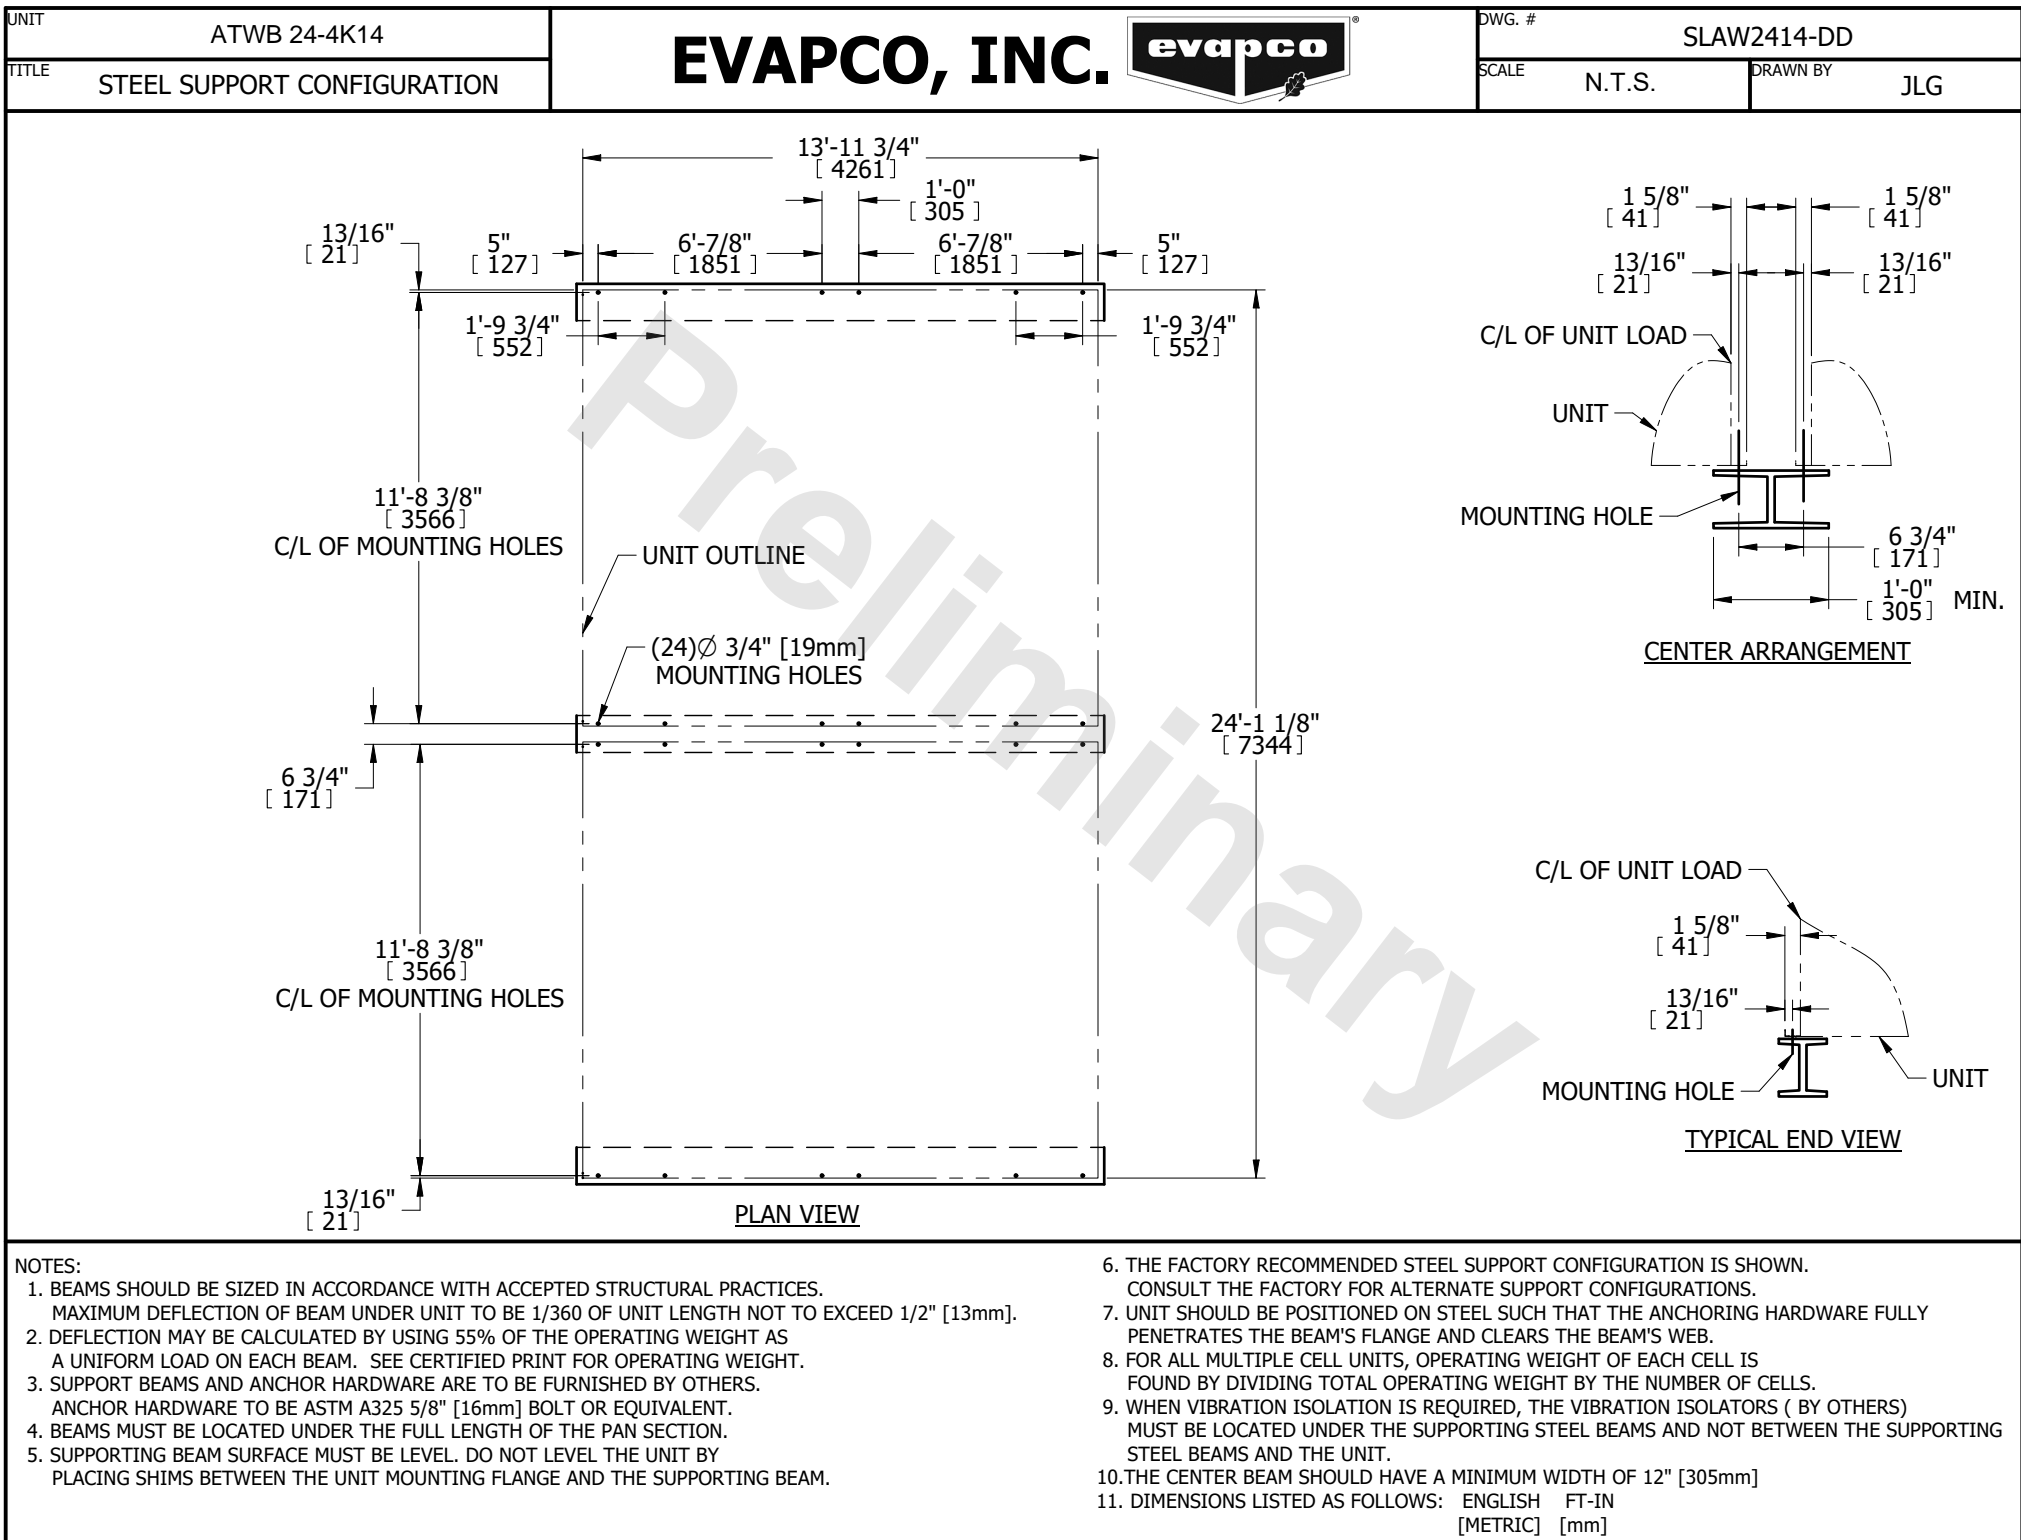 UNIT
ATWB 24-4K14
TITLE
STEEL SUPPORT CONFIGURATION
EVAPCO, INC.
evapco
®
DWG. #
SLAW2414-DD
SCALE
N.T.S.
DRAWN BY
JLG
13'-11 3/4"
[ 4261 ]
1'-0"
[ 305 ]
13/16"
[ 21 ]
5"
[ 127 ]
6'-7/8"
[ 1851 ]
6'-7/8"
[ 1851 ]
5"
[ 127 ]
1'-9 3/4"
[ 552 ]
1'-9 3/4"
[ 552 ]
11'-8 3/8"
[ 3566 ]
C/L OF MOUNTING HOLES
UNIT OUTLINE
(24)∅ 3/4" [19mm]
MOUNTING HOLES
24'-1 1/8"
[ 7344 ]
6 3/4"
[ 171 ]
11'-8 3/8"
[ 3566 ]
C/L OF MOUNTING HOLES
13/16"
[ 21 ]
PLAN VIEW
Preliminary
1 5/8"
[ 41 ]
1 5/8"
[ 41 ]
13/16"
[ 21 ]
13/16"
[ 21 ]
C/L OF UNIT LOAD
UNIT
MOUNTING HOLE
6 3/4"
[ 171 ]
1'-0"
[ 305 ] MIN.
CENTER ARRANGEMENT
C/L OF UNIT LOAD
1 5/8"
[ 41 ]
13/16"
[ 21 ]
MOUNTING HOLE
UNIT
TYPICAL END VIEW
NOTES:
1. BEAMS SHOULD BE SIZED IN ACCORDANCE WITH ACCEPTED STRUCTURAL PRACTICES.
MAXIMUM DEFLECTION OF BEAM UNDER UNIT TO BE 1/360 OF UNIT LENGTH NOT TO EXCEED 1/2" [13mm].
2. DEFLECTION MAY BE CALCULATED BY USING 55% OF THE OPERATING WEIGHT AS
A UNIFORM LOAD ON EACH BEAM. SEE CERTIFIED PRINT FOR OPERATING WEIGHT.
3. SUPPORT BEAMS AND ANCHOR HARDWARE ARE TO BE FURNISHED BY OTHERS.
ANCHOR HARDWARE TO BE ASTM A325 5/8" [16mm] BOLT OR EQUIVALENT.
4. BEAMS MUST BE LOCATED UNDER THE FULL LENGTH OF THE PAN SECTION.
5. SUPPORTING BEAM SURFACE MUST BE LEVEL. DO NOT LEVEL THE UNIT BY
PLACING SHIMS BETWEEN THE UNIT MOUNTING FLANGE AND THE SUPPORTING BEAM.
6. THE FACTORY RECOMMENDED STEEL SUPPORT CONFIGURATION IS SHOWN.
CONSULT THE FACTORY FOR ALTERNATE SUPPORT CONFIGURATIONS.
7. UNIT SHOULD BE POSITIONED ON STEEL SUCH THAT THE ANCHORING HARDWARE FULLY
PENETRATES THE BEAM'S FLANGE AND CLEARS THE BEAM'S WEB.
8. FOR ALL MULTIPLE CELL UNITS, OPERATING WEIGHT OF EACH CELL IS
FOUND BY DIVIDING TOTAL OPERATING WEIGHT BY THE NUMBER OF CELLS.
9. WHEN VIBRATION ISOLATION IS REQUIRED, THE VIBRATION ISOLATORS ( BY OTHERS)
MUST BE LOCATED UNDER THE SUPPORTING STEEL BEAMS AND NOT BETWEEN THE SUPPORTING
STEEL BEAMS AND THE UNIT.
10.THE CENTER BEAM SHOULD HAVE A MINIMUM WIDTH OF 12" [305mm]
11. DIMENSIONS LISTED AS FOLLOWS: ENGLISH FT-IN
[METRIC] [mm]